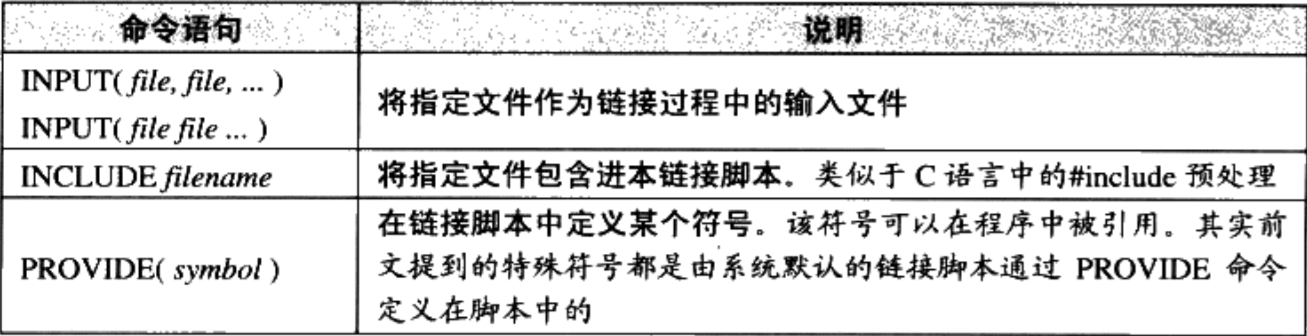 命令语句 说明
INPUT( file, file, ... )
INPUT( file file ... )
将指定文件作为链接过程中的输入文件
INCLUDE filename 将指定文件包含进本链接脚本。类似于 C 语言中的#include 预处理
PROVIDE( symbol )
在链接脚本中定义某个符号。该符号可以在程序中被引用。其实前
文提到的特殊符号都是由系统默认的链接脚本通过 PROVIDE 命令
定义在脚本中的